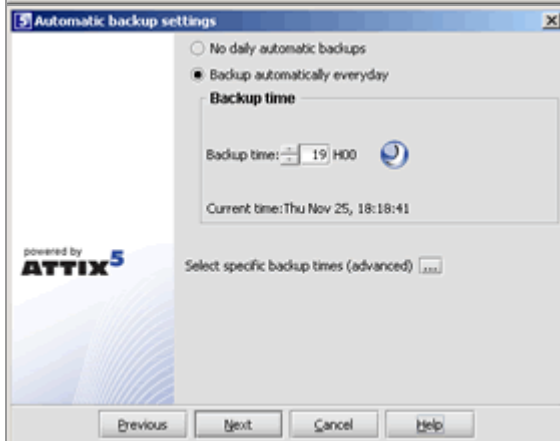 5 Automatic backup settings
No daily automatic backups
Backup automatically everyday
Backup time
Backup time: 19 H00
Current time:Thu Nov 25, 18:18:41
powered by
ATTIX5
Select specific backup times (advanced) ...
Previous Next Cancel Help